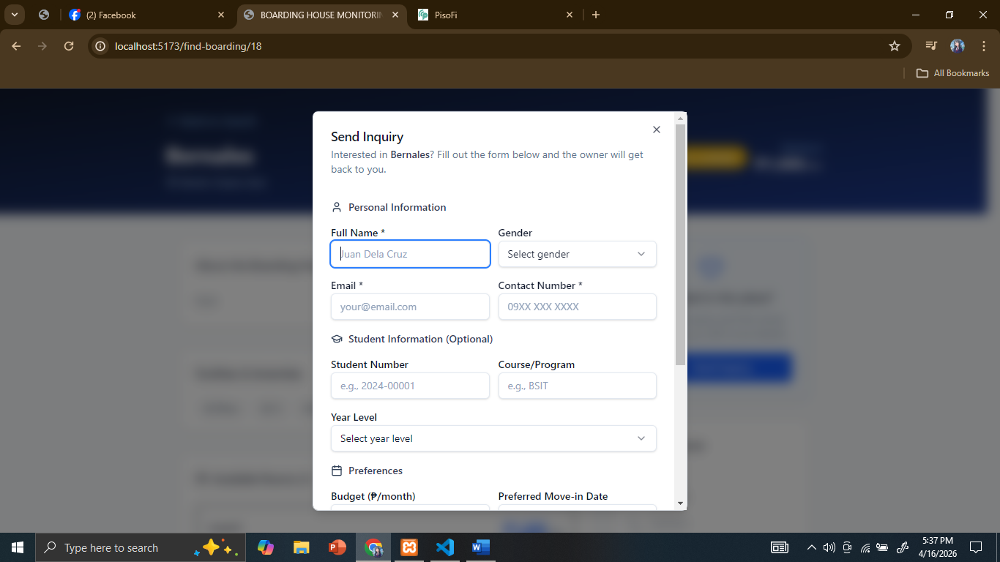 (2) Facebook
BOARDING HOUSE MONITORIN
PisoFi
localhost:5173/find-boarding/18
All Bookmarks
Bernales
Send Inquiry
Interested in Bernales? Fill out the form below and the owner will get
back to you.
Personal Information
Full Name *
Gender
Juan Dela Cruz
Select gender
Email *
Contact Number *
your@email.com
09XX XXX XXXX
Student Information (Optional)
Student Number
Course/Program
e.g., 2024-00001
e.g., BSIT
Year Level
Select year level
Preferences
Budget (₱/month)
Preferred Move-in Date
Type here to search
5:37 PM
4/16/2026